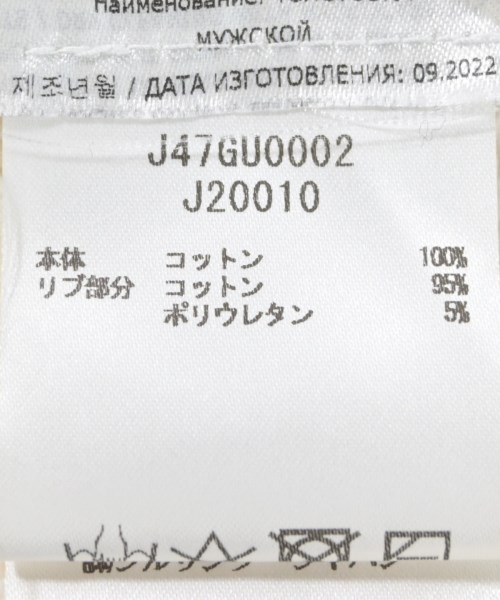 наименование:
МУЖСКОЙ
제조년월 / ДАТА ИЗГОТОВЛЕНИЯ: 09.2022
J47GU0002
J20010
本体 コットン 100%
リブ部分 コットン 95%
ポリウレタン 5%